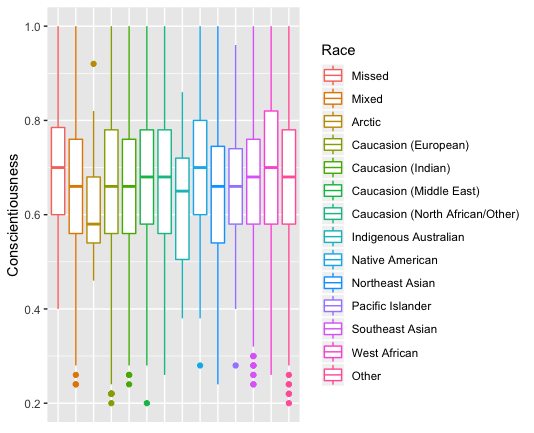 Conscientiousness
1.0
0.8
0.6
0.4
0.2
Race
Missed
Mixed
Arctic
Caucasion (European)
Caucasion (Indian)
Caucasion (Middle East)
Caucasion (North African/Other)
Indigenous Australian
Native American
Northeast Asian
Pacific Islander
Southeast Asian
West African
Other